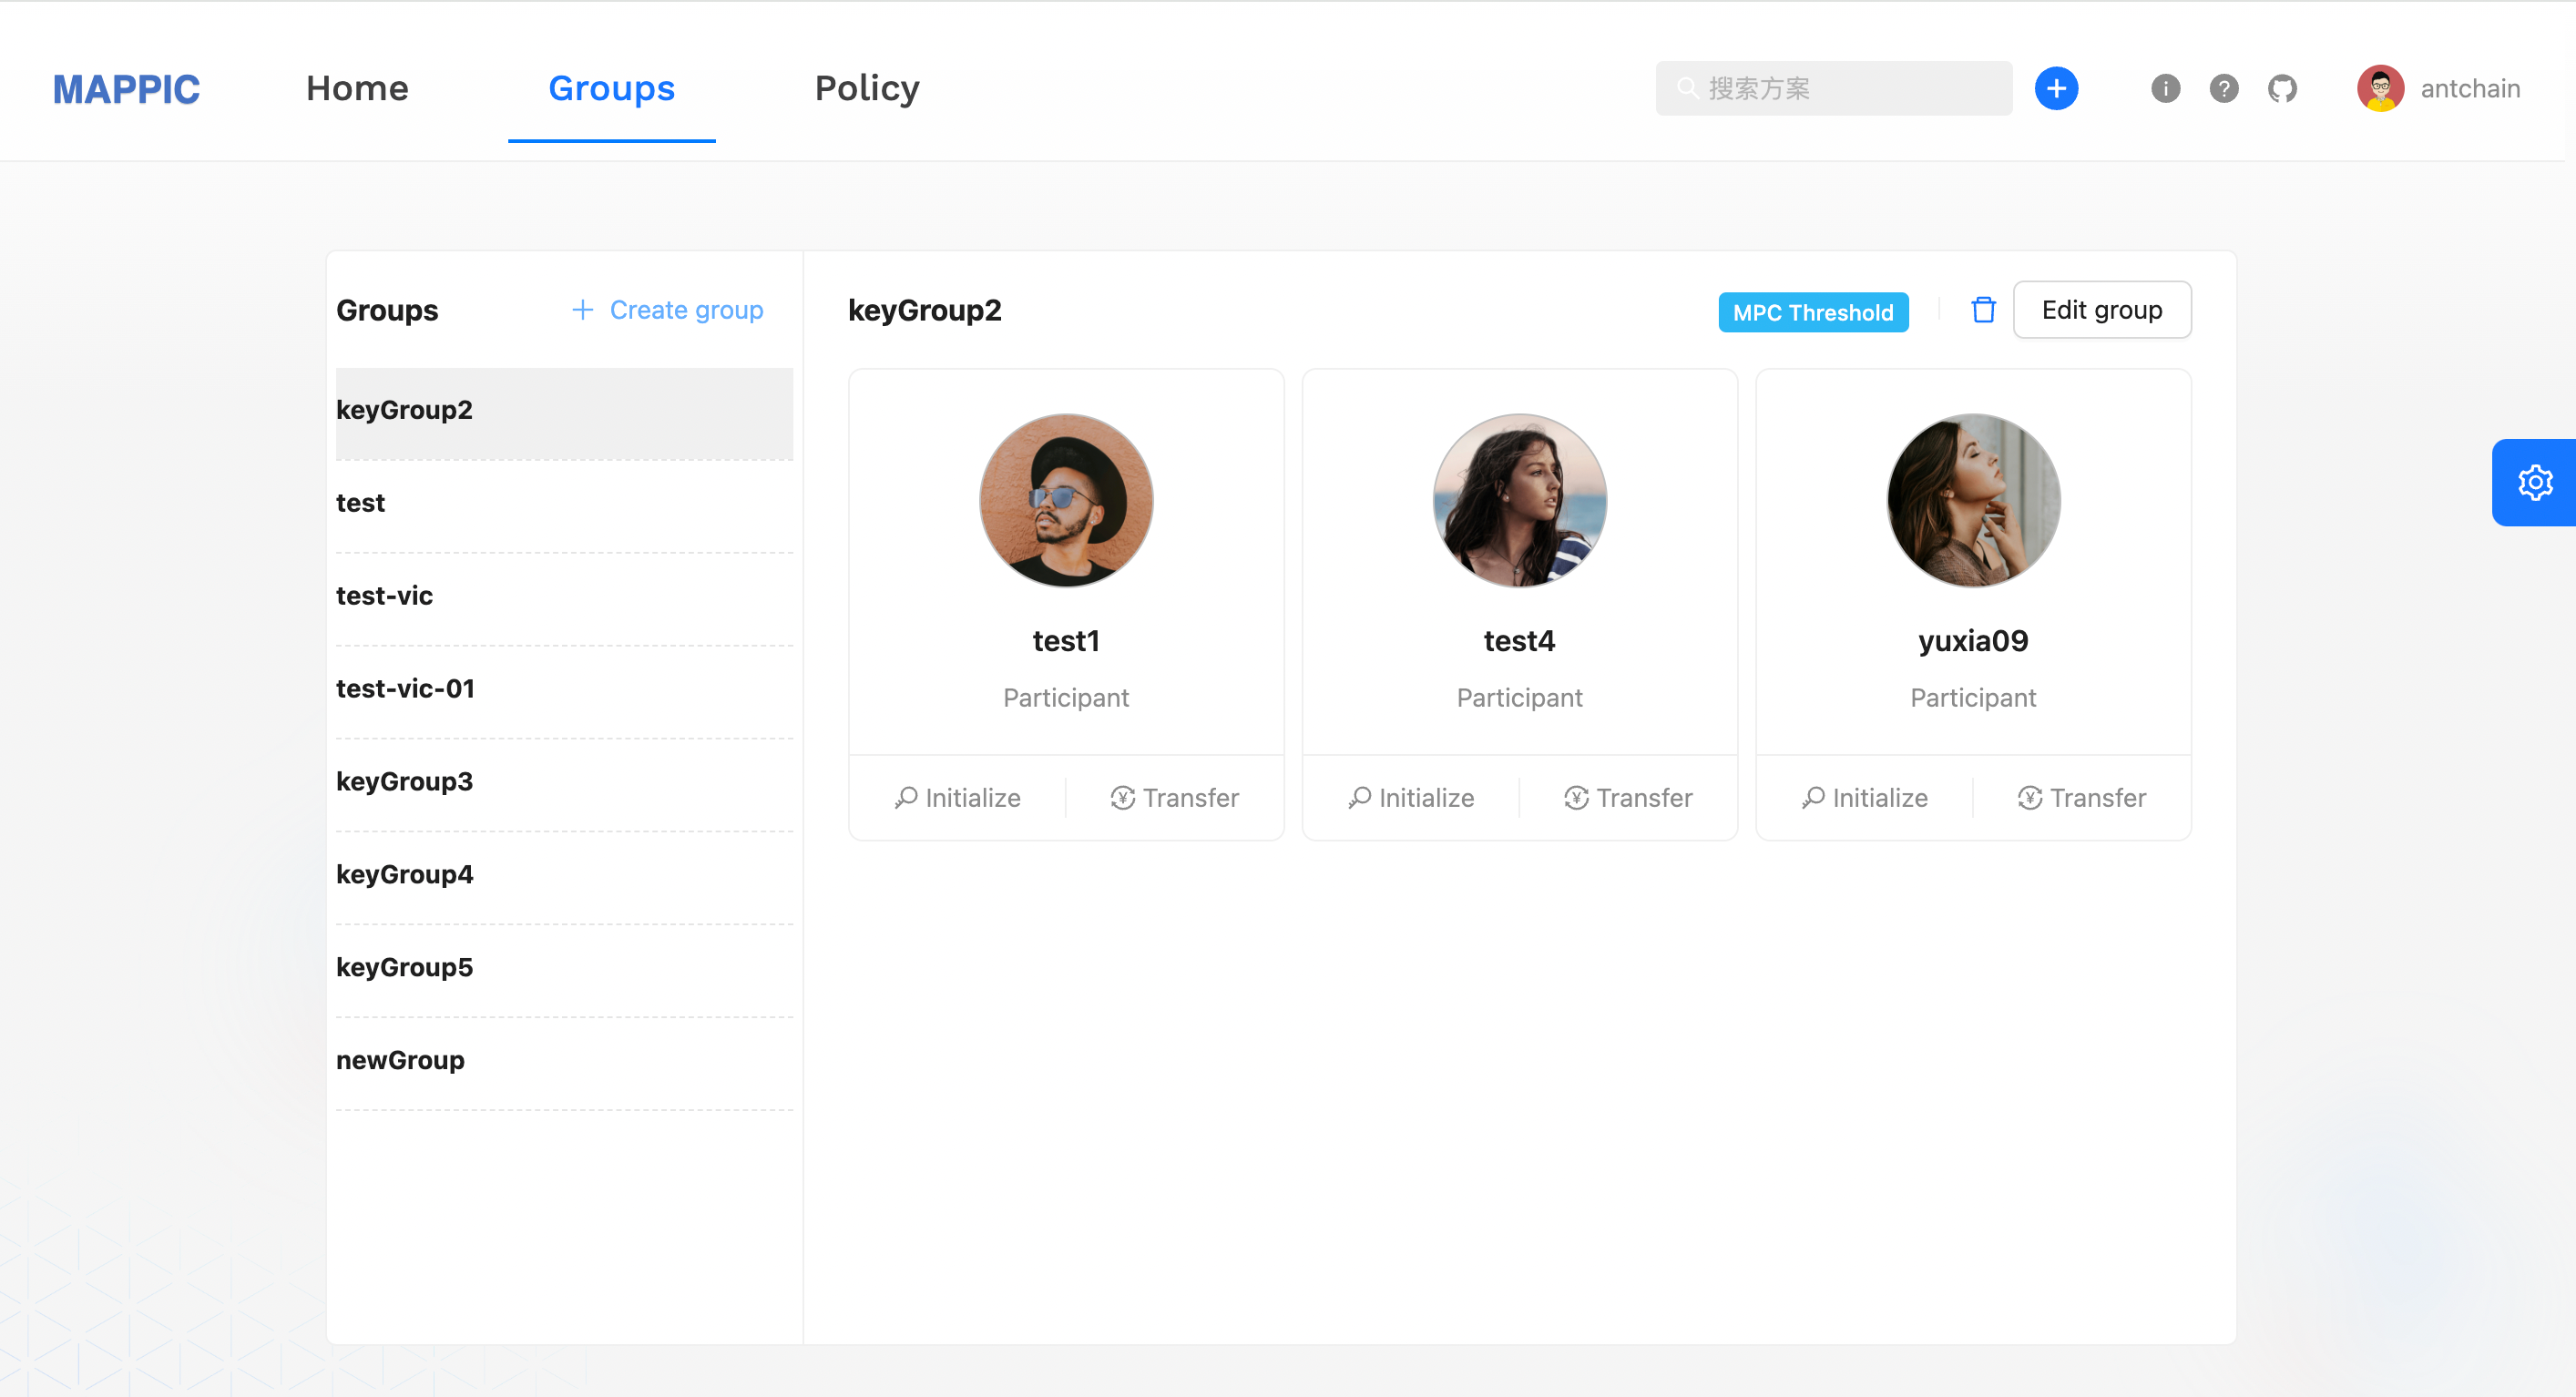 MAPPIC Home Groups Policy 搜索方案 antchain
Groups + Create group
keyGroup2
test
test-vic
test-vic-01
keyGroup3
keyGroup4
keyGroup5
newGroup
keyGroup2 MPC Threshold Edit group
test1 test4 yuxia09
Participant Participant Participant
Initialize Transfer Initialize Transfer Initialize Transfer